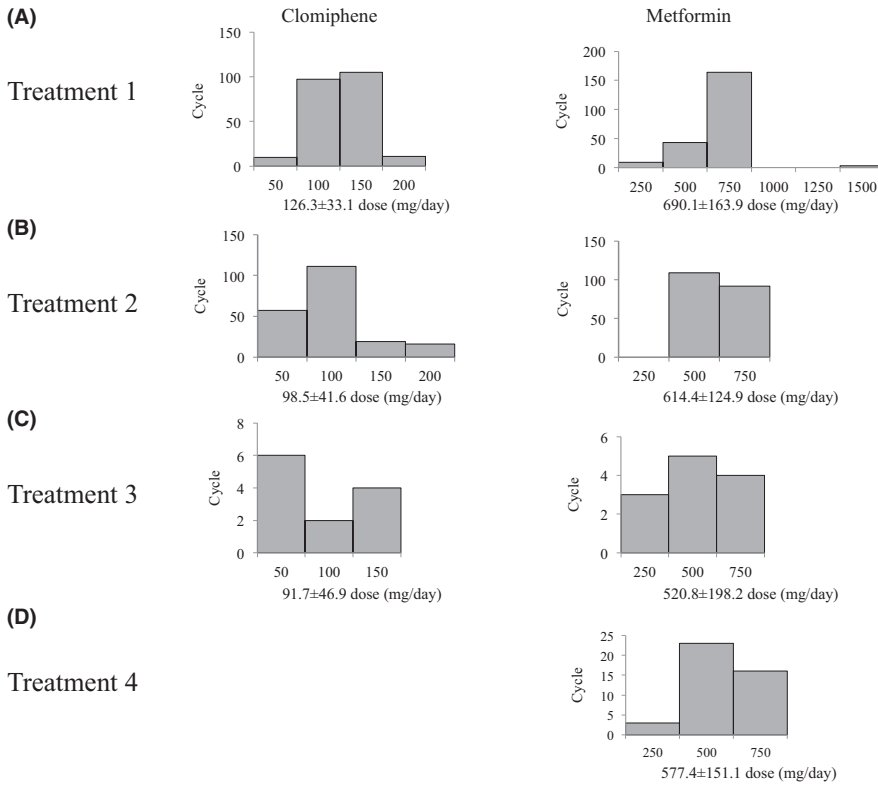 (A)
Clomiphene
Metformin
Treatment 1
Cycle
150
100
50
0
50 100 150 200
126.3±33.1 dose (mg/day)
Cycle
200
150
100
50
0
250 500 750 1000 1250 1500
690.1±163.9 dose (mg/day)
(B)
Treatment 2
Cycle
150
100
50
0
50 100 150 200
98.5±41.6 dose (mg/day)
Cycle
150
100
50
0
250 500 750
614.4±124.9 dose (mg/day)
(C)
Treatment 3
Cycle
8
6
4
2
0
50 100 150
91.7±46.9 dose (mg/day)
Cycle
6
4
2
0
250 500 750
520.8±198.2 dose (mg/day)
(D)
Treatment 4
Cycle
25
20
15
10
5
0
250 500 750
577.4±151.1 dose (mg/day)